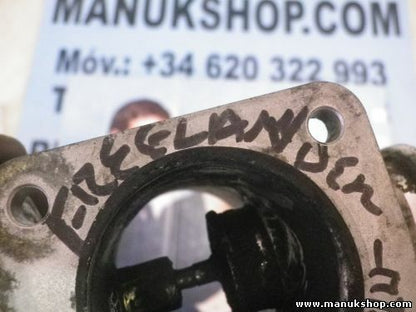 MANUKSHOP.COM
Móv.: +34 620 322 993
T
FREELANDER
www.manukshop.com